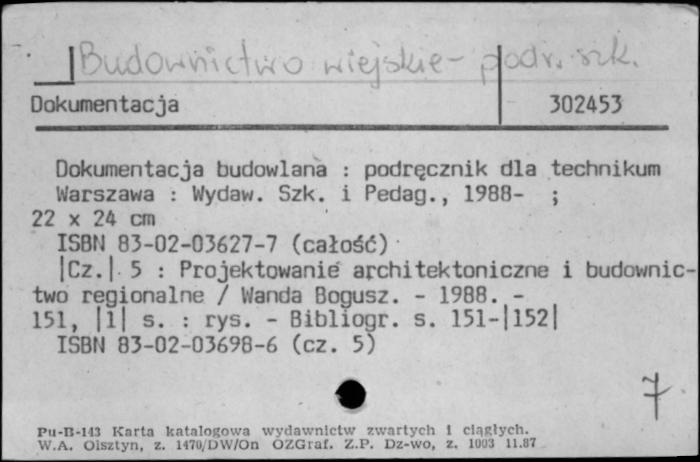 Budownictwo wiejskie - podr. szk.
Dokumentacja 302453
Dokumentacja budowlana : podręcznik dla technikum
Warszawa : Wydaw. Szk. i Pedag., 1988- ;
22 x 24 cm
ISBN 83-02-03627-7 (całość)
|Cz.| 5 : Projektowanie architektoniczne i budownic-
two regionalne / Wanda Bogusz. - 1988. -
151, |1| s. : rys. - Bibliogr. s. 151-|152|
ISBN 83-02-03698-6 (cz. 5)
7
Pu-B-143 Karta katalogowa wydawnictw zwartych i ciągłych.
W.A. Olsztyn, z. 1470/DW/On OZGraf. Z.P. Dz-wo, z. 1003 11.87